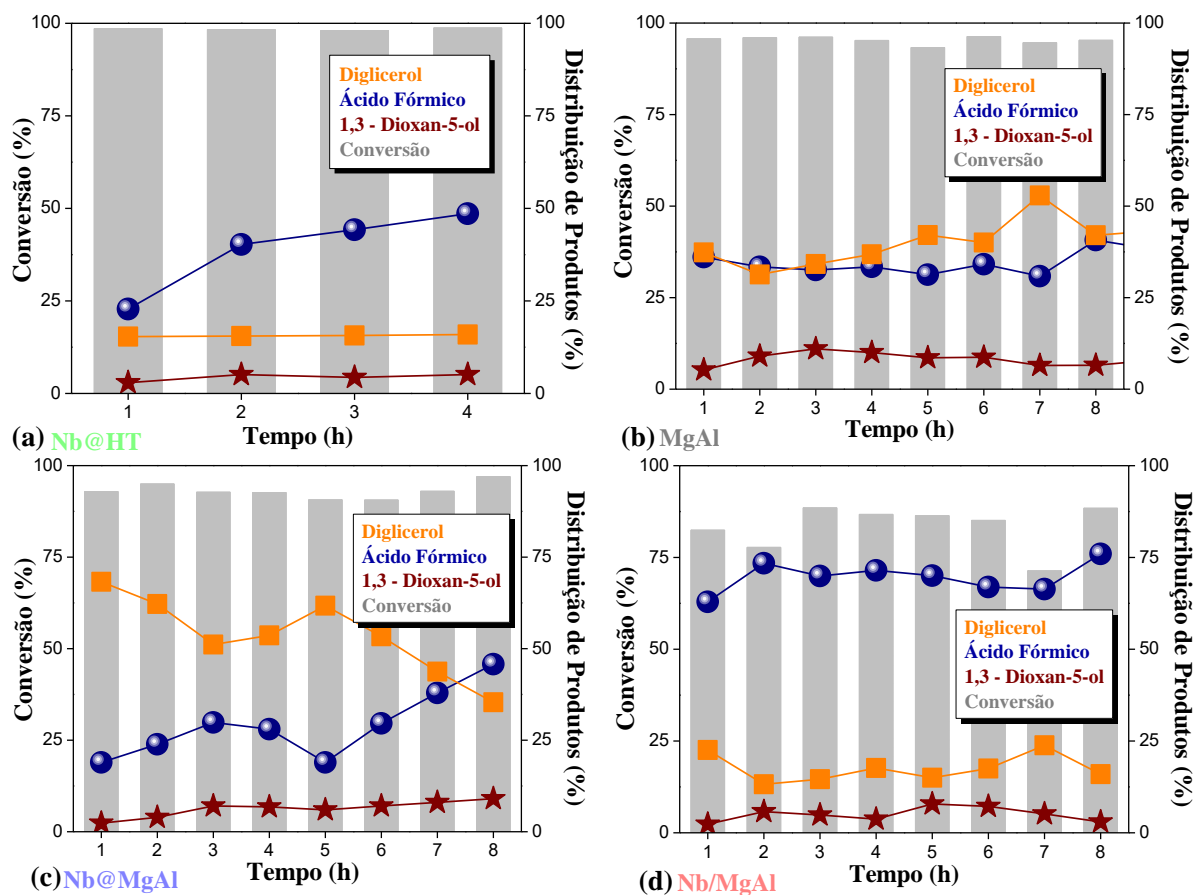 100
75
50
25
0
Conversão (%)
Diglicerol
Ácido Fórmico
1,3 - Dioxan-5-ol
Conversão
100
75
50
25
0
Distribuição de Produtos (%)
1 2 3 4
Tempo (h)
(a) Nb@HT
100
75
50
25
0
Conversão (%)
Diglicerol
Ácido Fórmico
1,3 - Dioxan-5-ol
Conversão
100
75
50
25
0
Distribuição de Produtos (%)
1 2 3 4 5 6 7 8
Tempo (h)
(b) MgAl
100
75
50
25
0
Conversão (%)
Diglicerol
Ácido Fórmico
1,3 - Dioxan-5-ol
Conversão
100
75
50
25
0
Distribuição de Produtos (%)
1 2 3 4 5 6 7 8
Tempo (h)
(c) Nb@MgAl
100
75
50
25
0
Conversão (%)
Diglicerol
Ácido Fórmico
1,3 - Dioxan-5-ol
Conversão
100
75
50
25
0
Distribuição de Produtos (%)
1 2 3 4 5 6 7 8
Tempo (h)
(d) Nb/MgAl